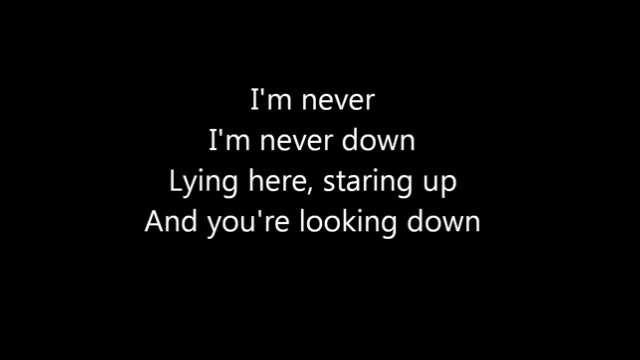 I'm never
I'm never down
Lying here, staring up
And you're looking down